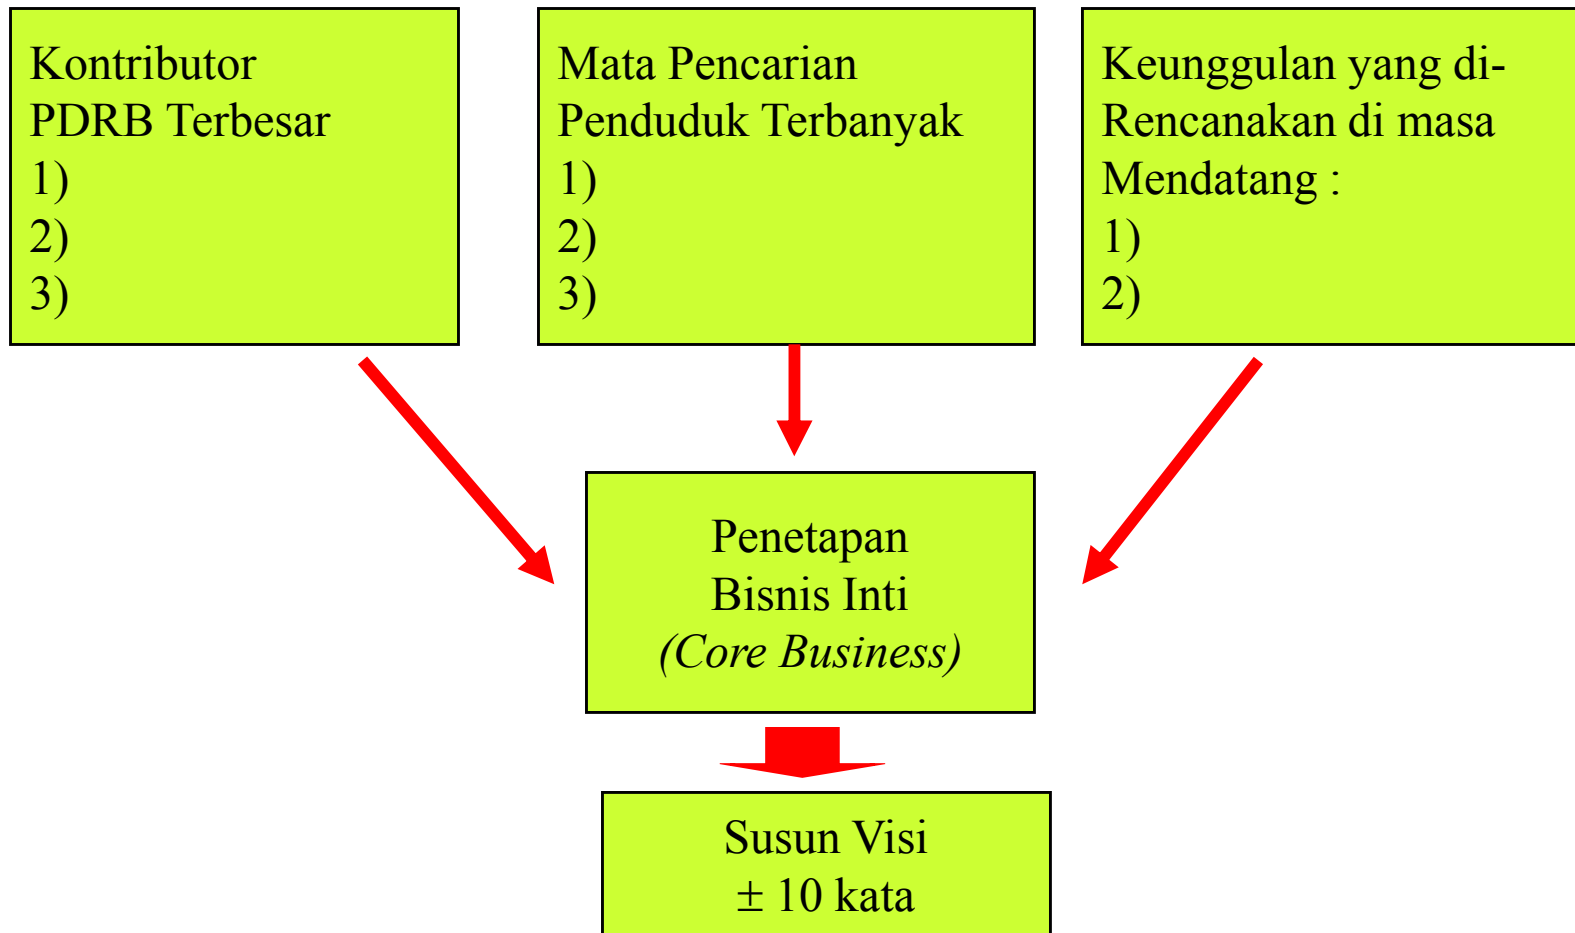 Kontributor
PDRB Terbesar
1)
2)
3)
Mata Pencarian
Penduduk Terbanyak
1)
2)
3)
Keunggulan yang di-
Rencanakan di masa
Mendatang :
1)
2)
Penetapan
Bisnis Inti
(Core Business)
Susun Visi
± 10 kata